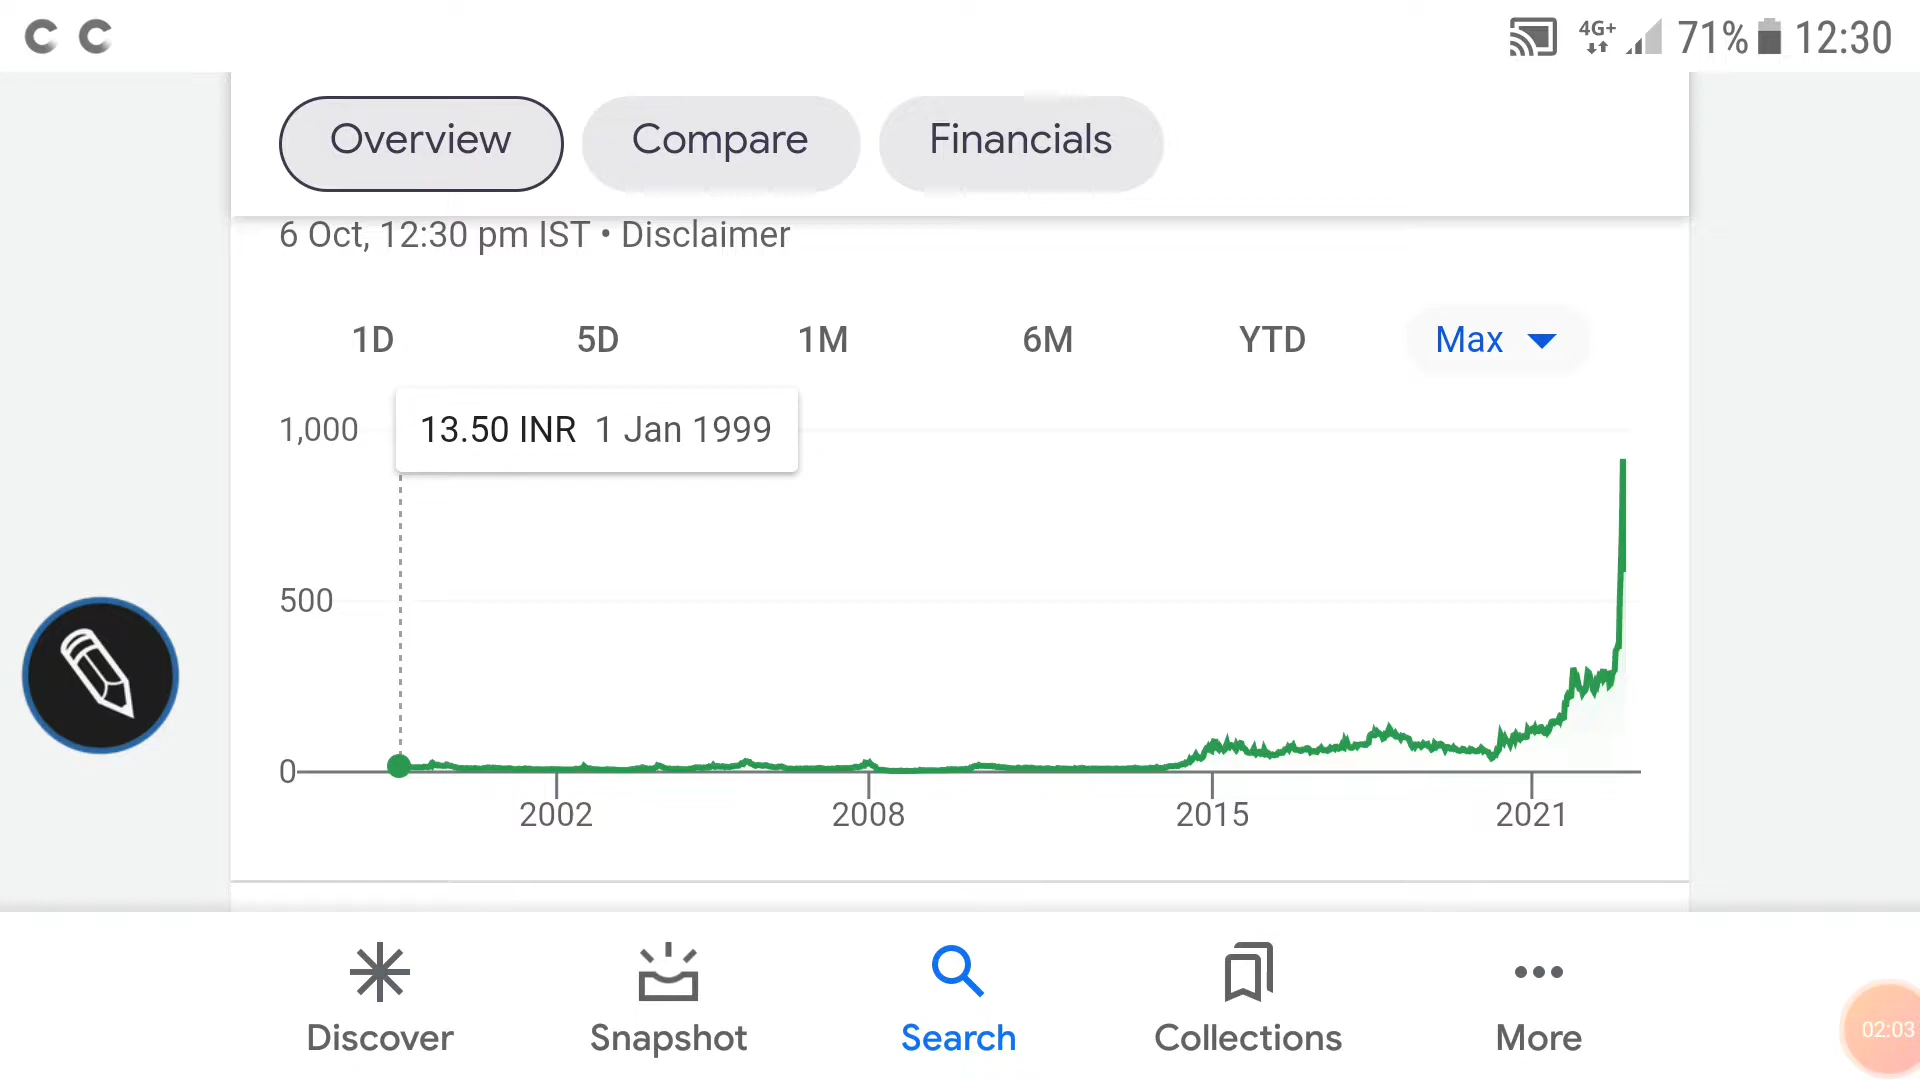 4G+ 71% 12:30
Overview Compare Financials
6 Oct, 12:30 pm IST • Disclaimer
1D 5D 1M 6M YTD Max
1,000 13.50 INR 1 Jan 1999
500
0
2002 2008 2015 2021
Discover Snapshot Search Collections More
02:03